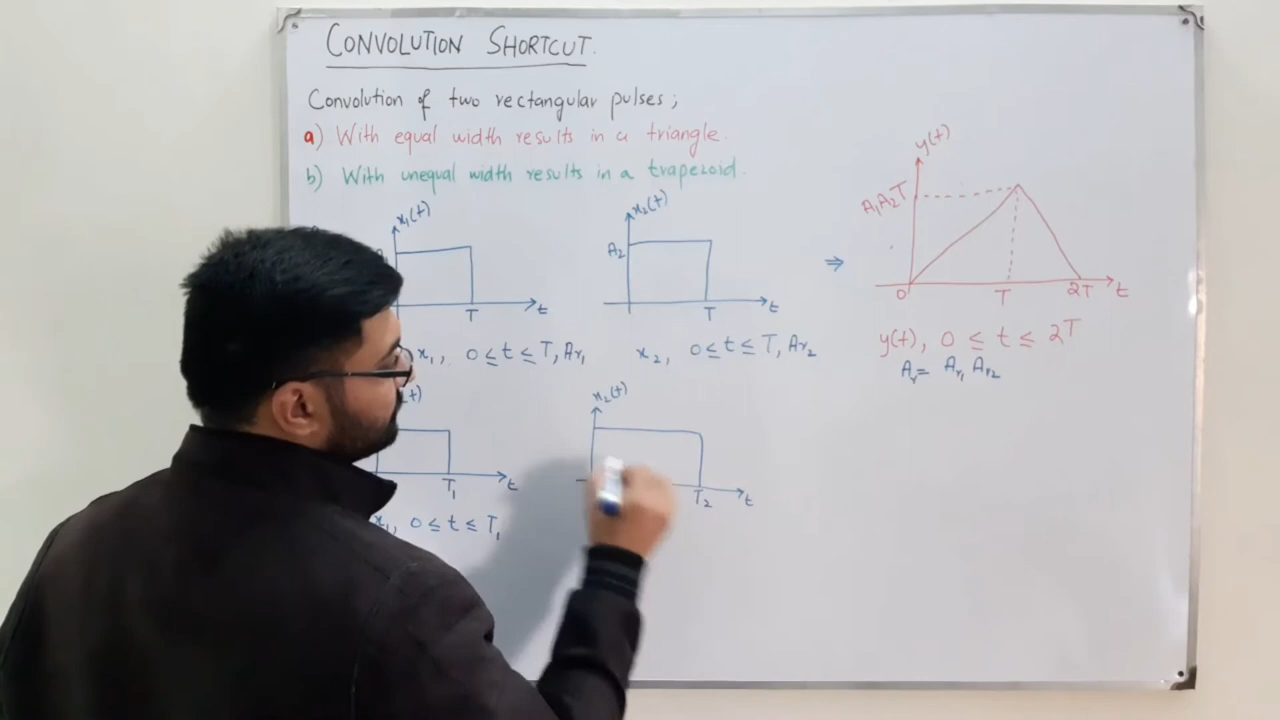 CONVOLUTION SHORTCUT.
Convolution of two rectangular pulses;
a) With equal width results in a triangle.
b) With unequal width results in a trapezoid.
x₁(t)
T
t
x₁, 0 ≤ t ≤ T, Ar₁
x₂(t)
A₂
T
t
x₂, 0 ≤ t ≤ T, Ar₂
⇒
y(t)
A₁A₂T
0
T
2T
t
y(t), 0 ≤ t ≤ 2T
Ar = Ar₁ Ar₂
(t)
T₁
t
x₁, 0 ≤ t ≤ T₁
x₂(t)
T₂
t